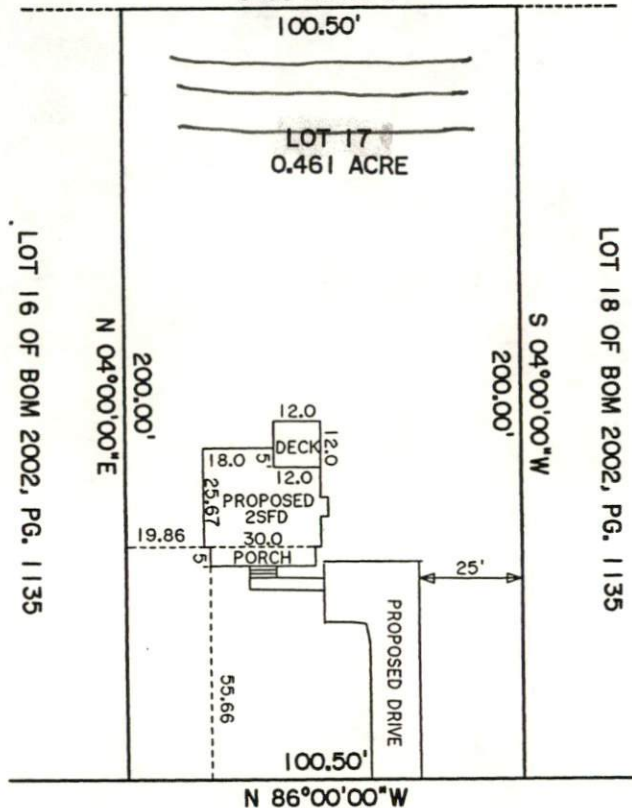 100.50'
LOT 17
0.461 ACRE
LOT 16 OF BOM 2002, PG. 1135
N 04°00'00"E
200.00'
200.00'
S 04°00'00"W
LOT 18 OF BOM 2002, PG. 1135
12.0
DECK
12.0
18.0
5'
12.0
25.67
PROPOSED
2SFD
30.0
19.86
PORCH
5'
25'
PROPOSED DRIVE
55.66
100.50'
N 86°00'00"W